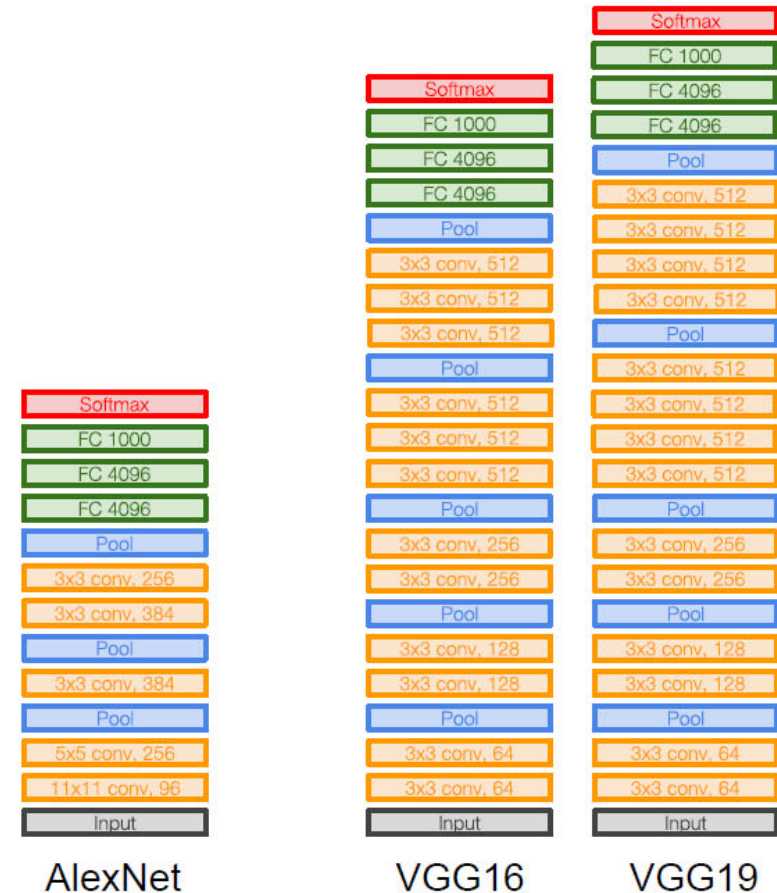 Softmax
FC 1000
FC 4096
FC 4096
Pool
3x3 conv, 256
3x3 conv, 384
Pool
3x3 conv, 384
Pool
5x5 conv, 256
11x11 conv, 96
Input
AlexNet
Softmax
FC 1000
FC 4096
FC 4096
Pool
3x3 conv, 512
3x3 conv, 512
3x3 conv, 512
Pool
3x3 conv, 512
3x3 conv, 512
3x3 conv, 512
Pool
3x3 conv, 256
3x3 conv, 256
Pool
3x3 conv, 128
3x3 conv, 128
Pool
3x3 conv, 64
3x3 conv, 64
Input
VGG16
Softmax
FC 1000
FC 4096
FC 4096
Pool
3x3 conv, 512
3x3 conv, 512
3x3 conv, 512
3x3 conv, 512
Pool
3x3 conv, 512
3x3 conv, 512
3x3 conv, 512
3x3 conv, 512
Pool
3x3 conv, 256
3x3 conv, 256
Pool
3x3 conv, 128
3x3 conv, 128
Pool
3x3 conv, 64
3x3 conv, 64
Input
VGG19